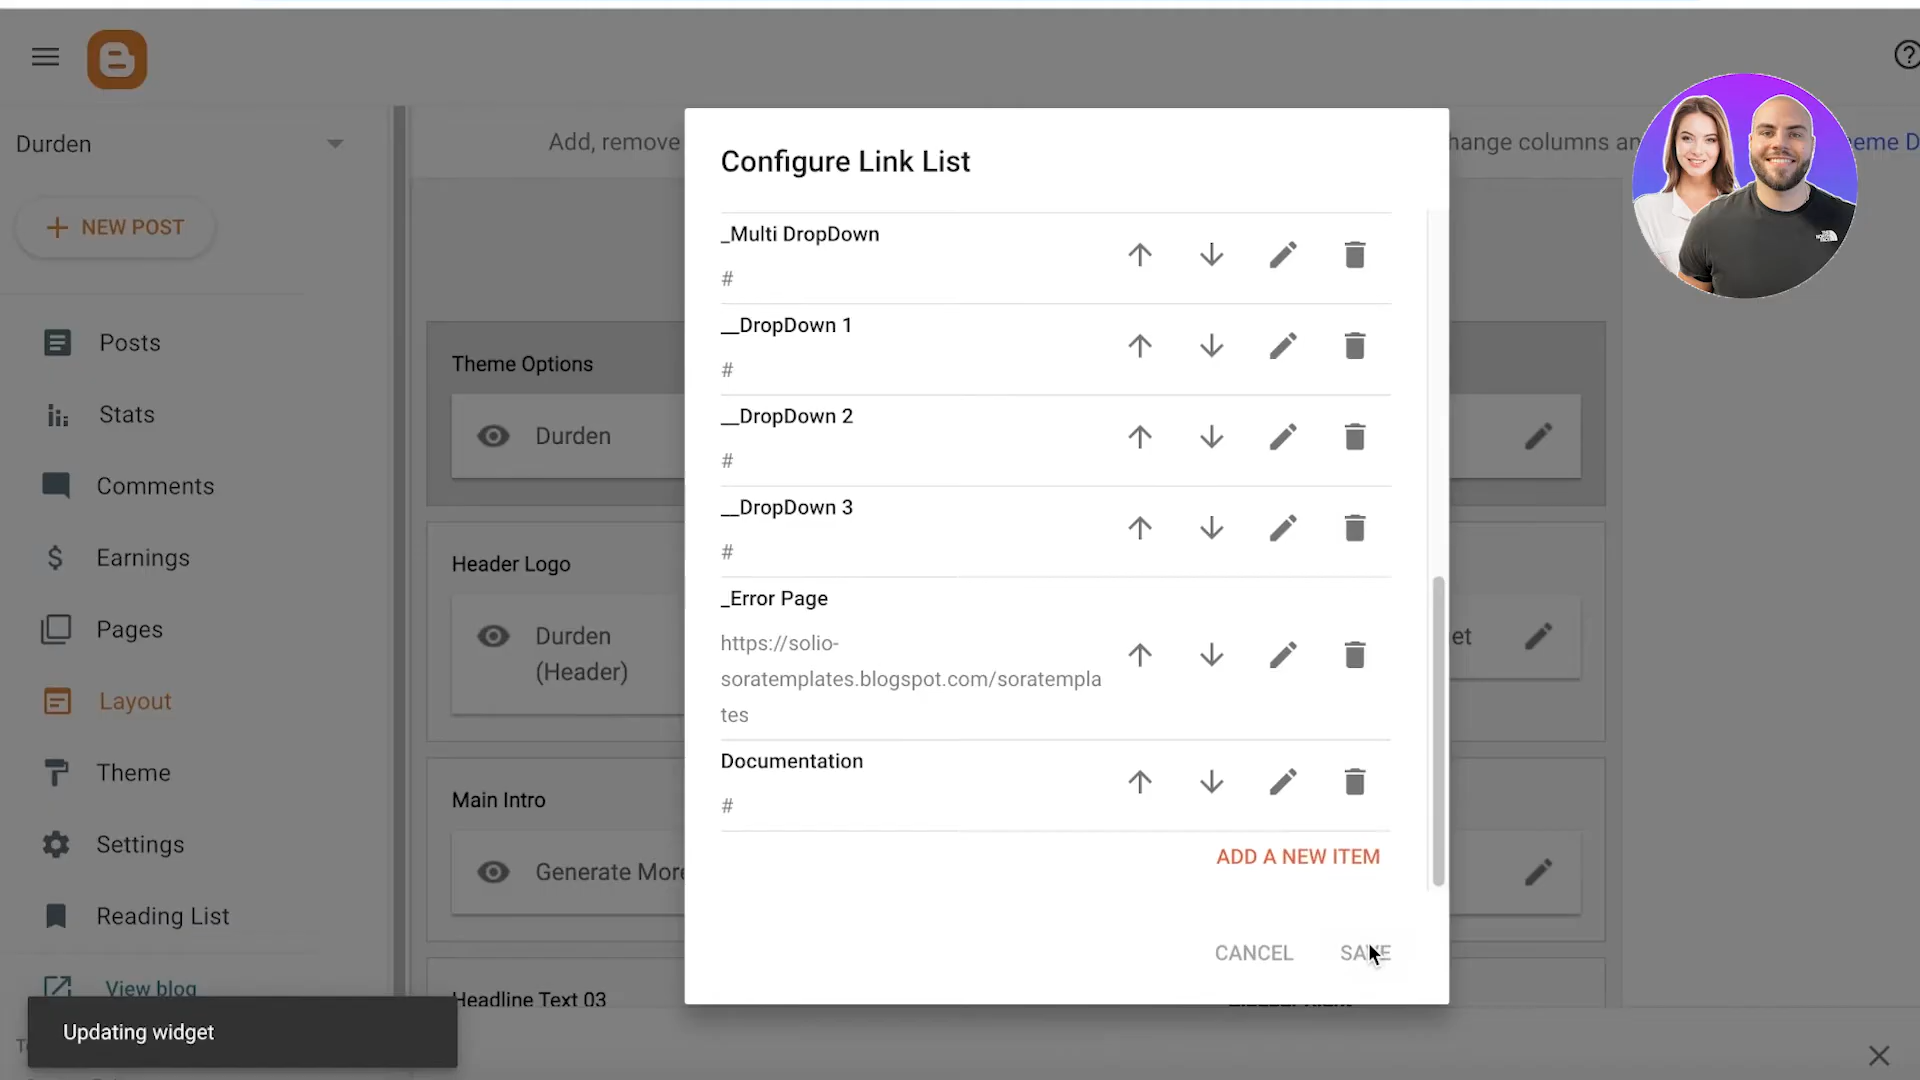 Durden
NEW POST
Posts
Stats
Comments
Earnings
Pages
Layout
Theme
Settings
Reading List
View blog
Updating widget
Add, remove
hange columns an
eme D
Theme Options
Durden
Header Logo
Durden
(Header)
et
Main Intro
Generate More
Headline Text 03
Configure Link List
_Multi DropDown
#
__DropDown 1
#
__DropDown 2
#
__DropDown 3
#
_Error Page
https://solio-
soratemplates.blogspot.com/soratempla
tes
Documentation
#
ADD A NEW ITEM
CANCEL
SAVE